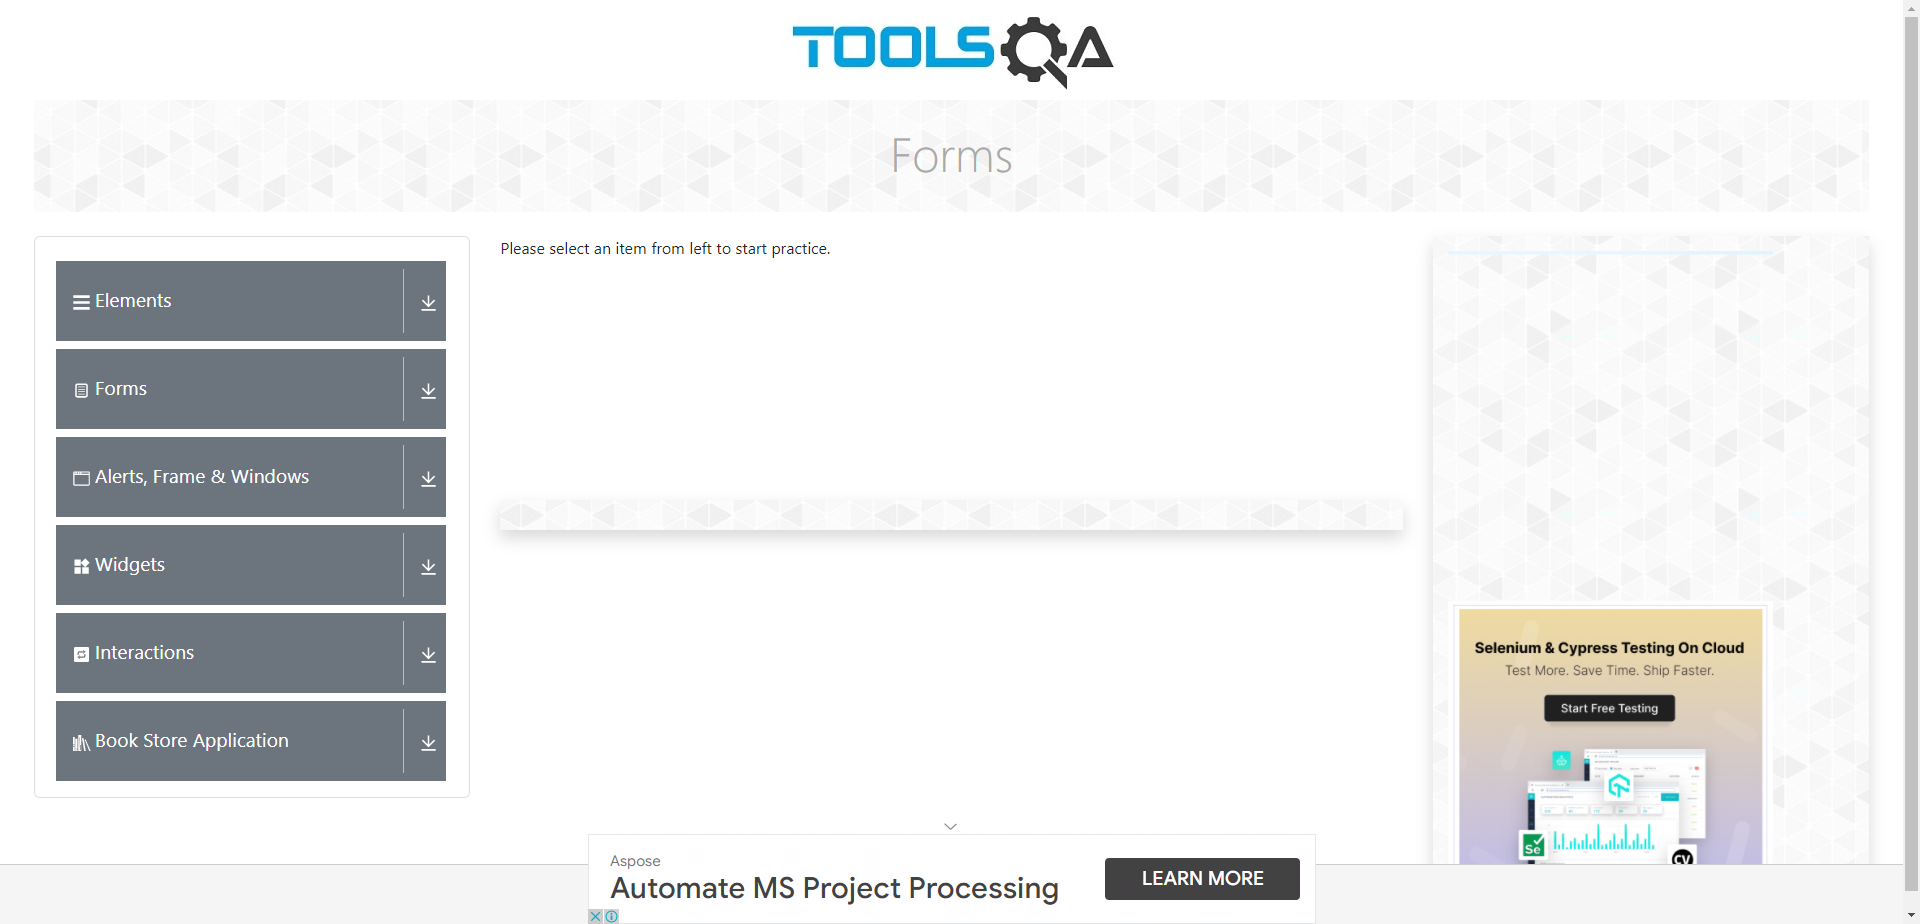 TOOLSQA
Forms
Please select an item from left to start practice.
Elements
Forms
Alerts, Frame & Windows
Widgets
Interactions
Book Store Application
Selenium & Cypress Testing On Cloud
Test More. Save Time. Ship Faster.
Start Free Testing
Se
CV
Aspose
Automate MS Project Processing
LEARN MORE